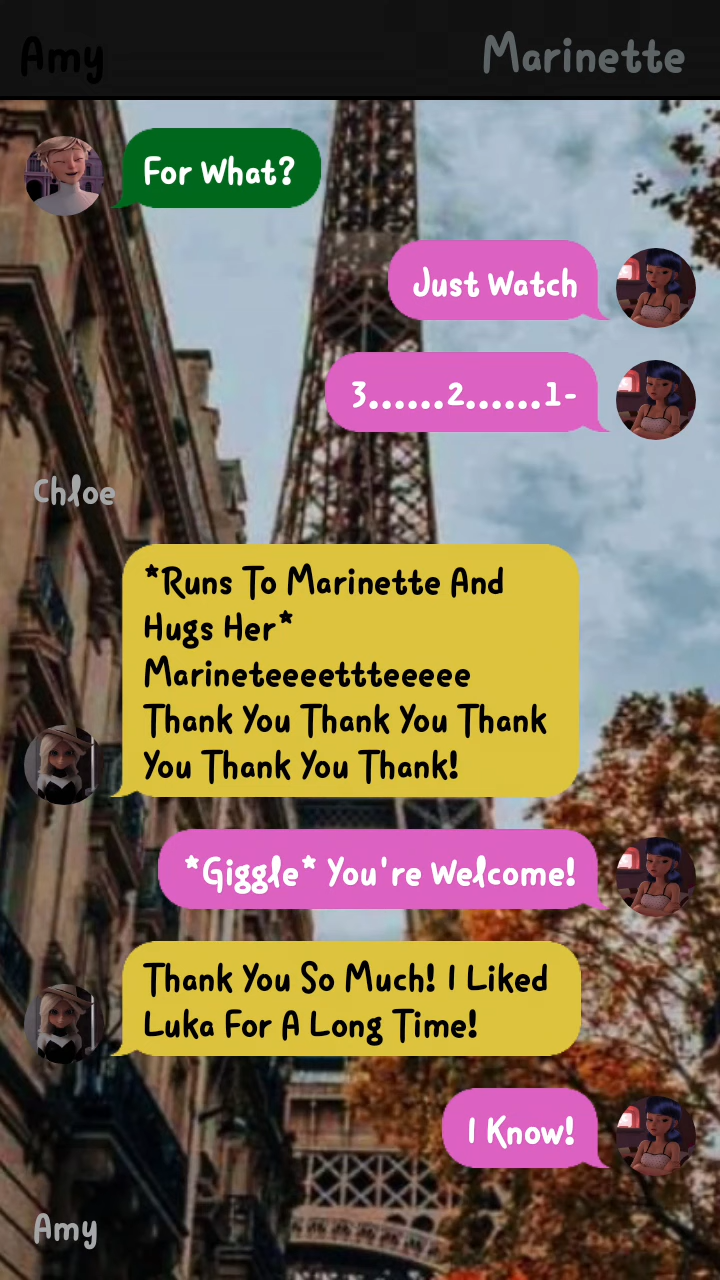 Amy
Marinette
For What?
Just Watch
3......2......1-
Chloe
*Runs To Marinette And
Hugs Her*
Marineteeeettteeeee
Thank You Thank You Thank
You Thank You Thank!
*Giggle* You're Welcome!
Thank You So Much! I Liked
Luka For A Long Time!
I Know!
Amy